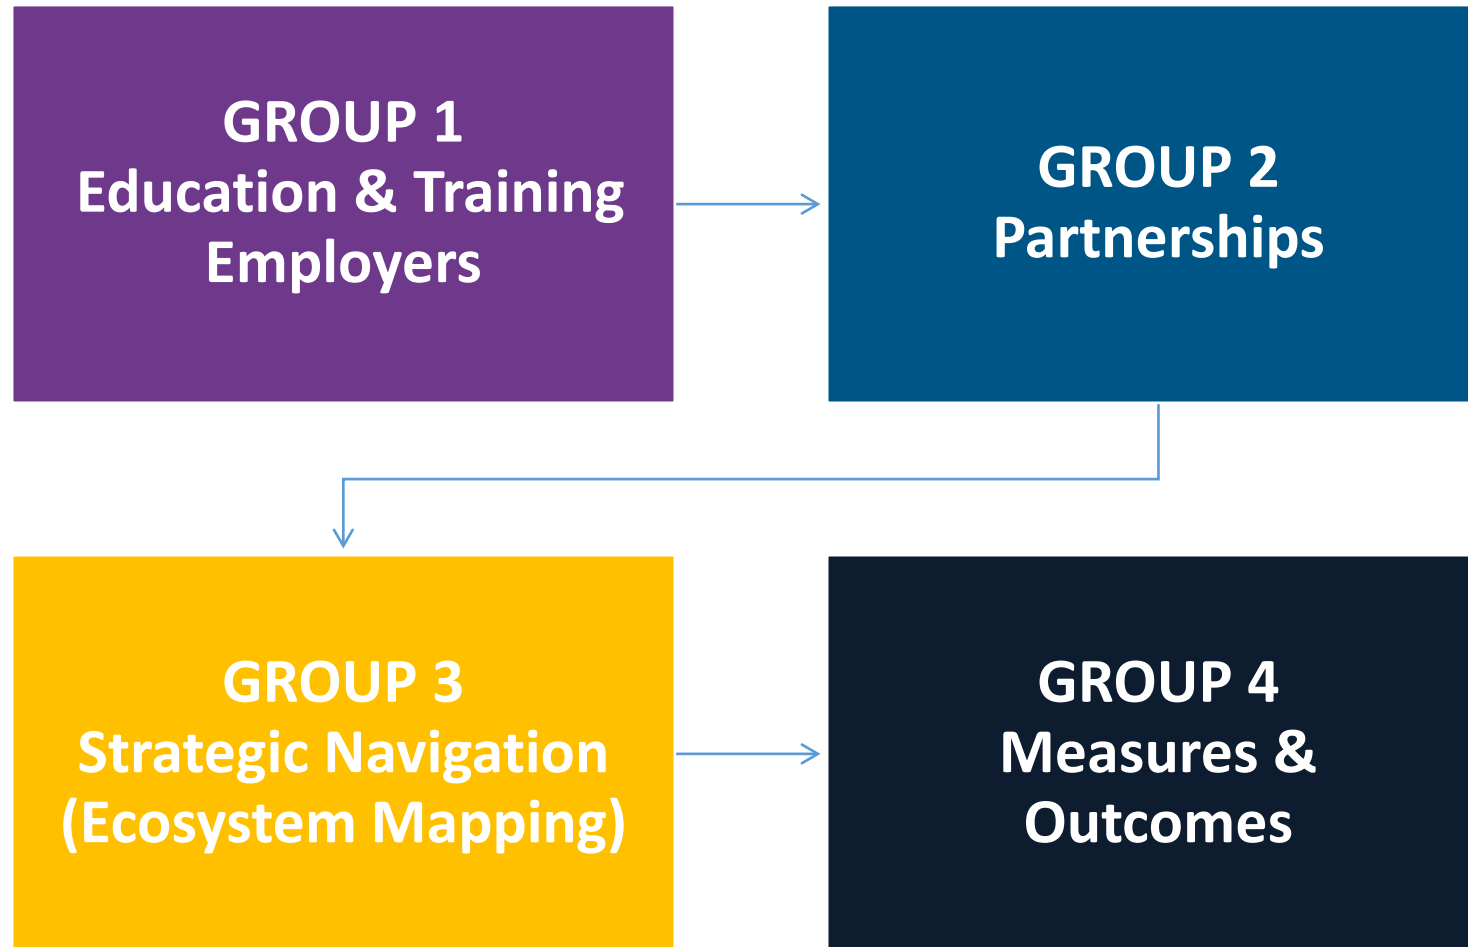 GROUP 1
Education & Training
Employers
GROUP 2
Partnerships
GROUP 3
Strategic Navigation
(Ecosystem Mapping)
GROUP 4
Measures &
Outcomes